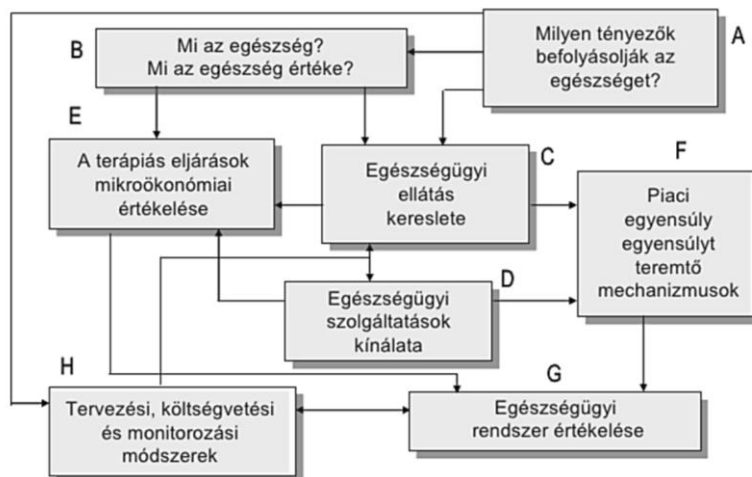 B
Mi az egészség?
Mi az egészség értéke?
Milyen tényezők
befolyásolják az
egészséget?
A
E
A terápiás eljárások
mikroökonómiai
értékelése
Egészségügyi
ellátás
kereslete
C
F
Piaci
egyensúly
egyensúlyt
teremtő
mechanizmusok
Egészségügyi
szolgáltatások
kínálata
D
H
Tervezési, költségvetési
és monitorozási
módszerek
G
Egészségügyi
rendszer értékelése